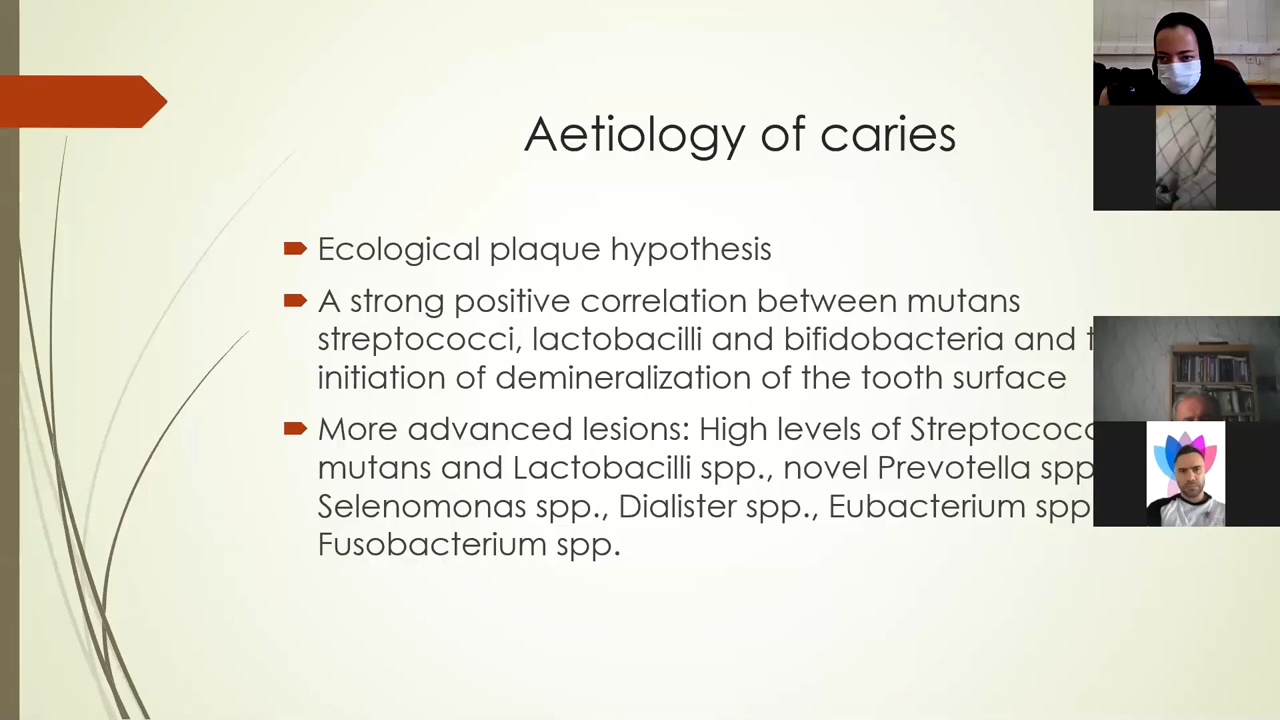 Aetiology of caries
Ecological plaque hypothesis
A strong positive correlation between mutans
streptococci, lactobacilli and bifidobacteria and
initiation of demineralization of the tooth surface
More advanced lesions: High levels of
mutans and Lactobacilli spp., novel Prevotella spp
Selenomonas spp., Dialister spp., Eubacterium spp
Fusobacterium spp.